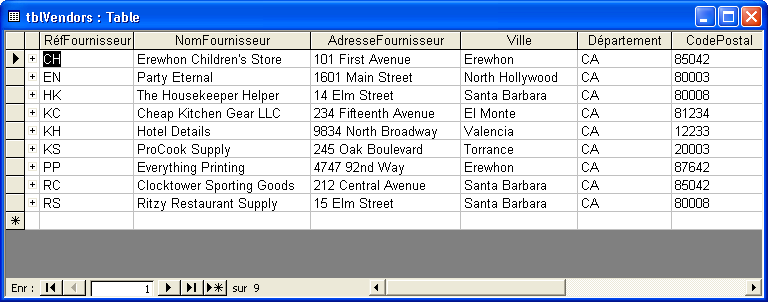 tblVendors : Table
RéfFournisseur NomFournisseur AdresseFournisseur Ville Département CodePostal
CH Erewhon Children's Store 101 First Avenue Erewhon CA 85042
EN Party Eternal 1601 Main Street North Hollywood CA 80003
HK The Housekeeper Helper 14 Elm Street Santa Barbara CA 80008
KC Cheap Kitchen Gear LLC 234 Fifteenth Avenue El Monte CA 81234
KH Hotel Details 9834 North Broadway Valencia CA 12233
KS ProCook Supply 245 Oak Boulevard Torrance CA 20003
PP Everything Printing 4747 92nd Way Erewhon CA 87642
RC Clocktower Sporting Goods 212 Central Avenue Santa Barbara CA 85042
RS Ritzy Restaurant Supply 15 Elm Street Santa Barbara CA 80008
Enr : 1 sur 9